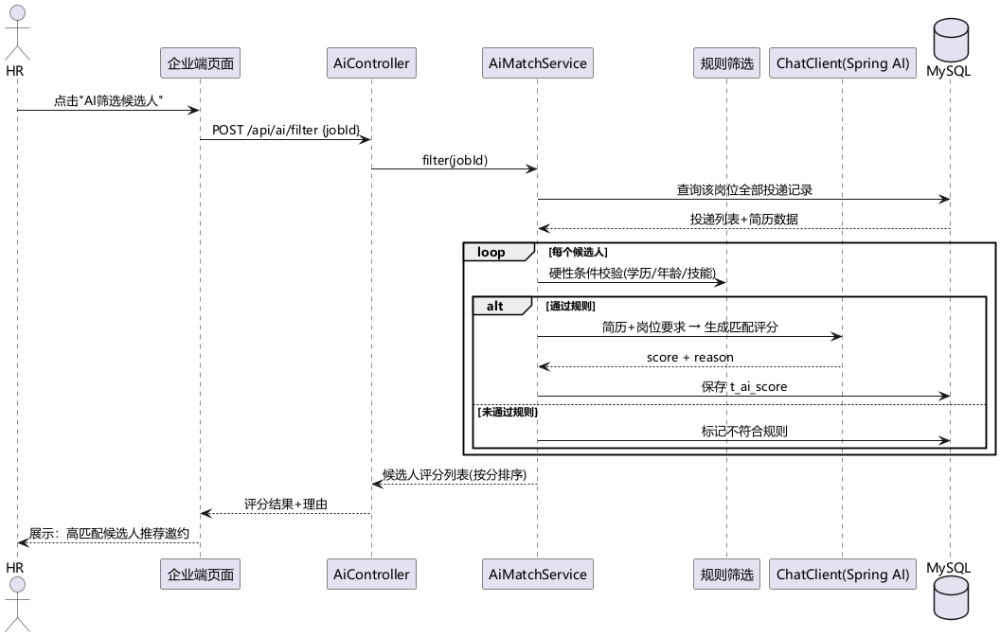 HR
企业端页面
AiController
AiMatchService
规则筛选
ChatClient(Spring AI)
MySQL
点击"AI筛选候选人"
POST /api/ai/filter {jobId}
filter(jobId)
查询该岗位全部投递记录
投递列表+简历数据
loop [每个候选人]
硬性条件校验(学历/年龄/技能)
alt [通过规则]
简历+岗位要求 → 生成匹配评分
score + reason
保存 t_ai_score
[未通过规则]
标记不符合规则
候选人评分列表(按分排序)
评分结果+理由
展示：高匹配候选人推荐邀约
HR
企业端页面
AiController
AiMatchService
规则筛选
ChatClient(Spring AI)
MySQL